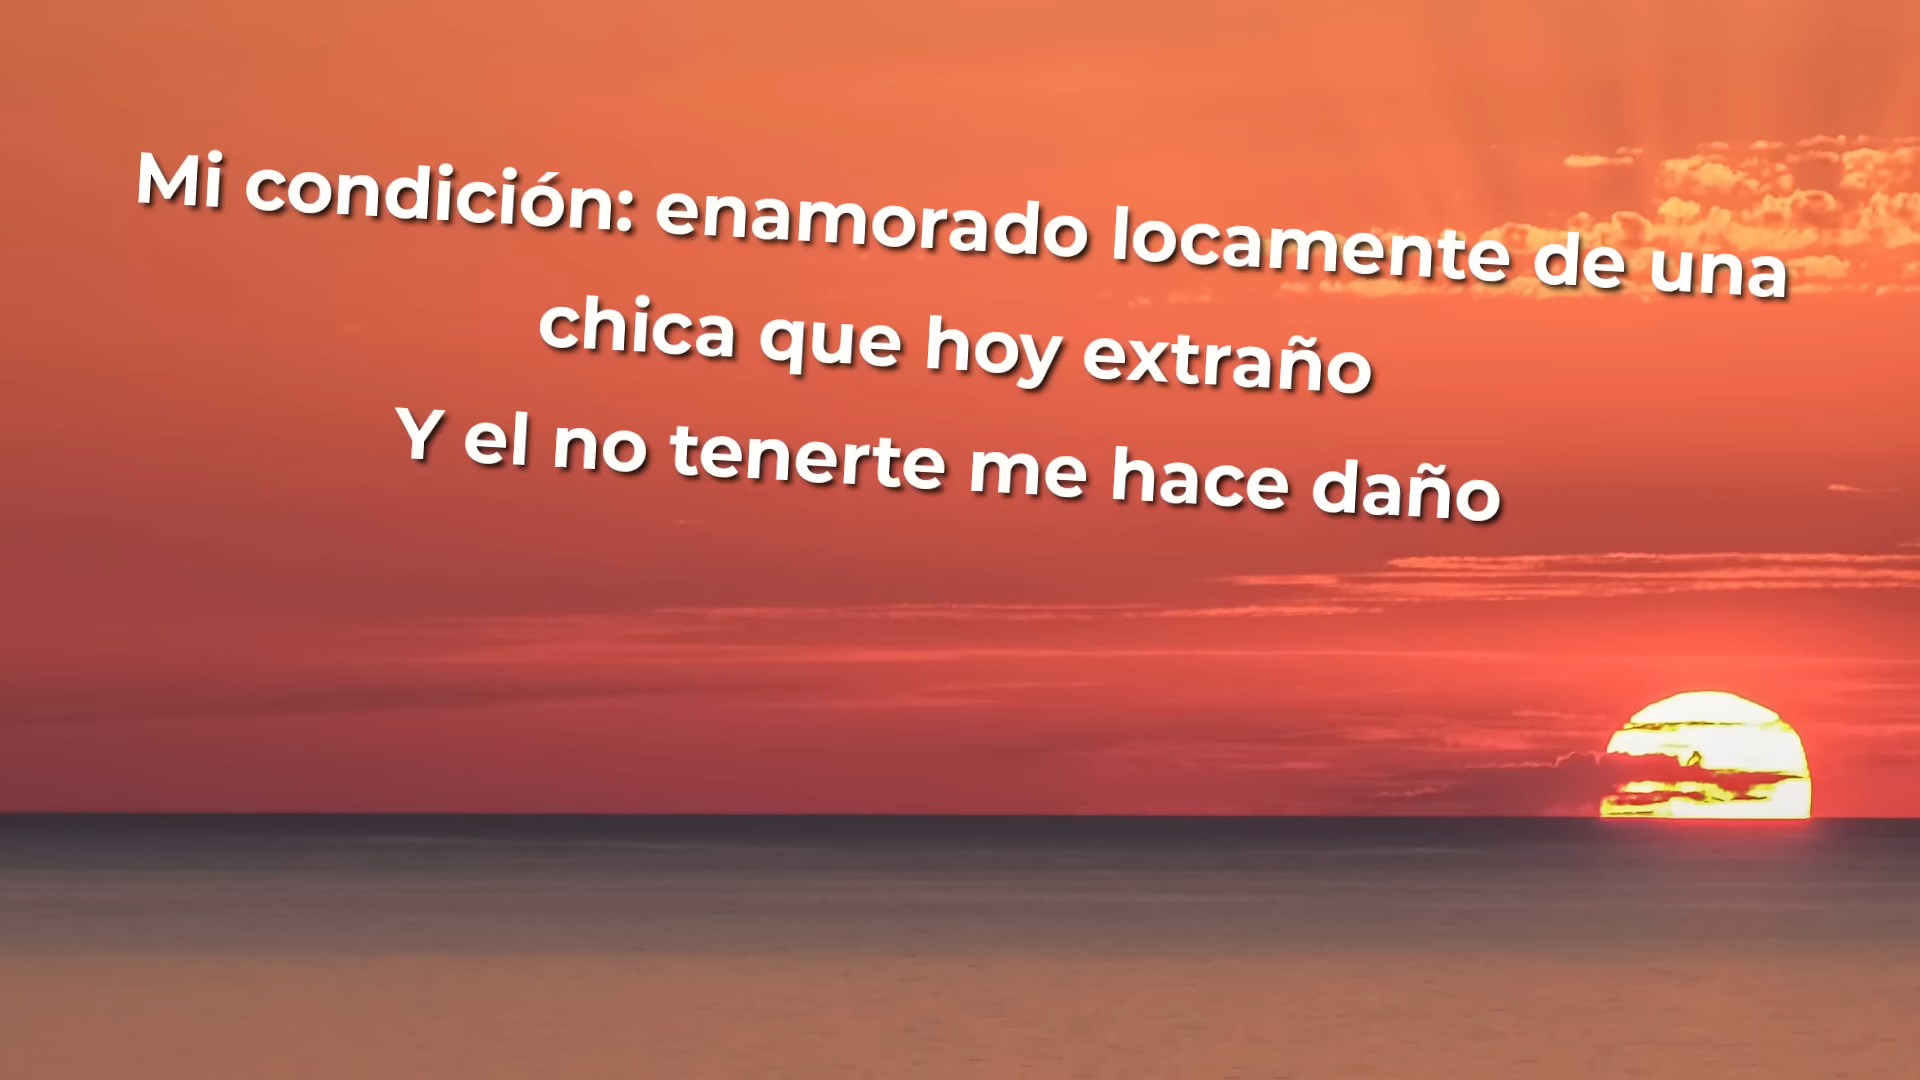 Mi condición: enamorado locamente de una
chica que hoy extraño
Y el no tenerte me hace daño